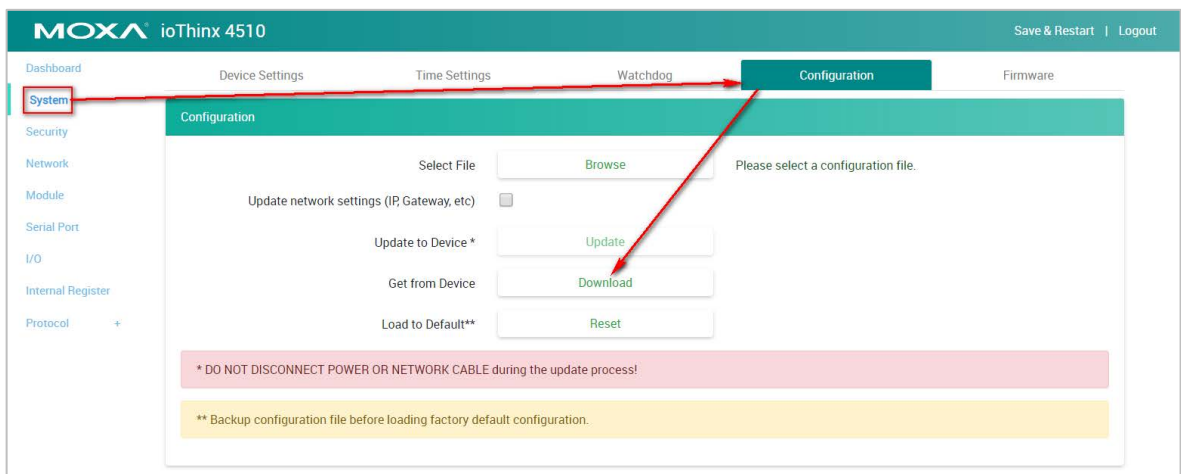 MOXA ioThinx 4510 Save & Restart | Logout
Dashboard
System
Security
Network
Module
Serial Port
I/O
Internal Register
Protocol +
Device Settings Time Settings Watchdog Configuration Firmware
Configuration
Select File Browse Please select a configuration file.
Update network settings (IP, Gateway, etc)
Update to Device * Update
Get from Device Download
Load to Default** Reset
* DO NOT DISCONNECT POWER OR NETWORK CABLE during the update process!
** Backup configuration file before loading factory default configuration.